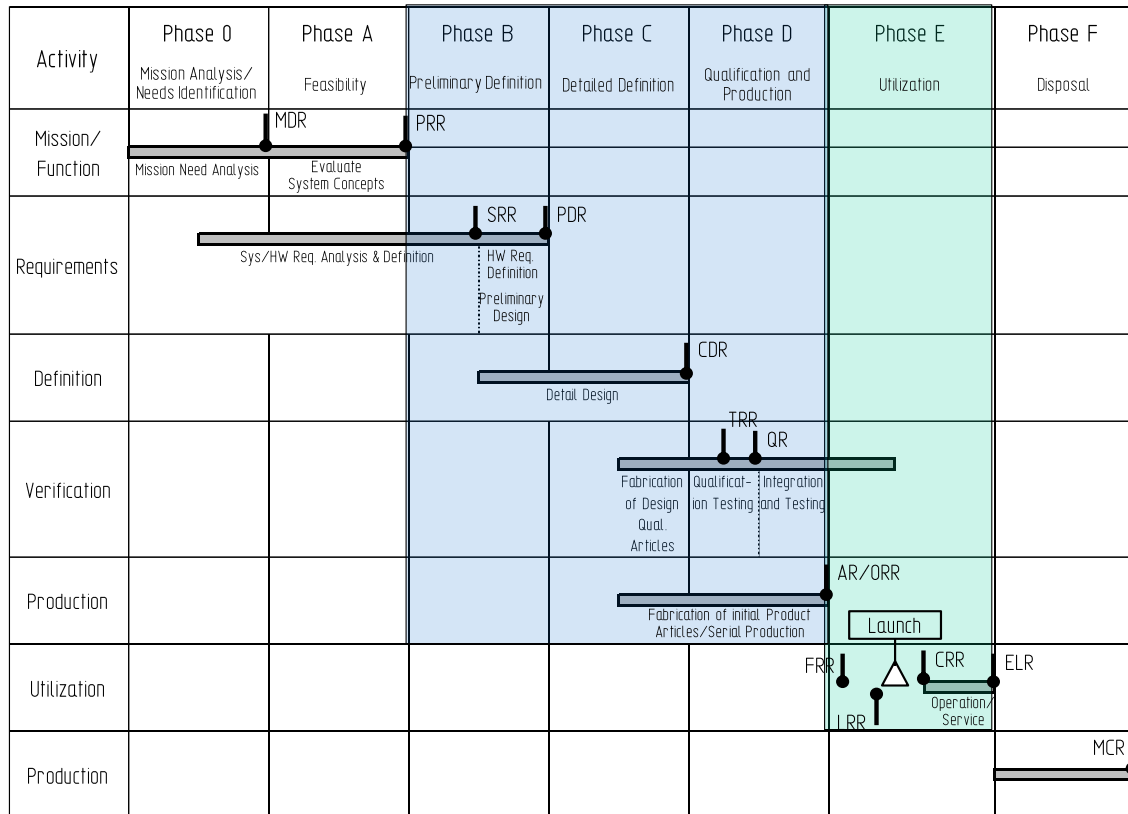 Activity
Phase 0
Mission Analysis/
Needs Identification
Phase A
Feasibility
Phase B
Preliminary Definition
Phase C
Detailed Definition
Phase D
Qualification and
Production
Phase E
Utilization
Phase F
Disposal
Mission/
Function
MDR
PRR
Mission Need Analysis
Evaluate
System Concepts
Requirements
SRR
PDR
Sys/HW Req. Analysis & Definition
HW Req.
Definition
Preliminary
Design
Definition
CDR
Detail Design
Verification
TRR
QR
Fabrication
of Design
Qual.
Articles
Qualificat-
ion Testing
Integration
and Testing
Production
AR/ORR
Fabrication of initial Product
Articles/Serial Production
Launch
Utilization
FRR
LRR
CRR
ELR
Operation/
Service
Production
MCR